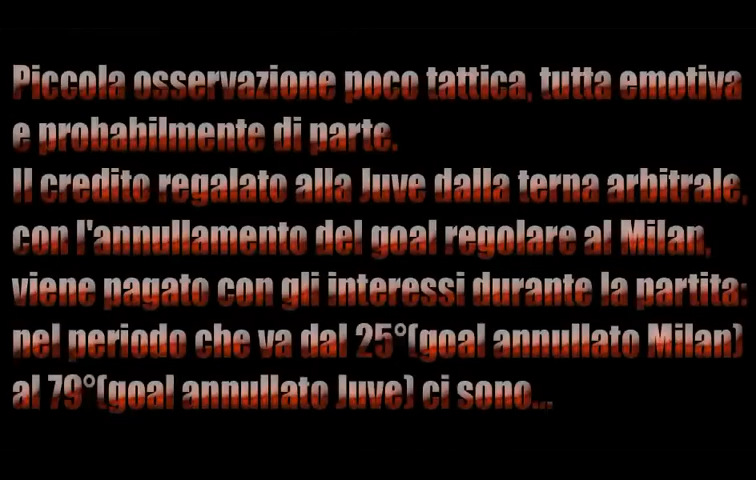 Piccola osservazione poco tattica, tutta emotiva
e probabilmente di parte.
Il credito regalato alla Juve dalla terna arbitrale,
con l'annullamento del goal regolare al Milan,
viene pagato con gli interessi durante la partita:
nel periodo che va dal 25°(goal annullato Milan)
al 79°(goal annullato Juve) ci sono...